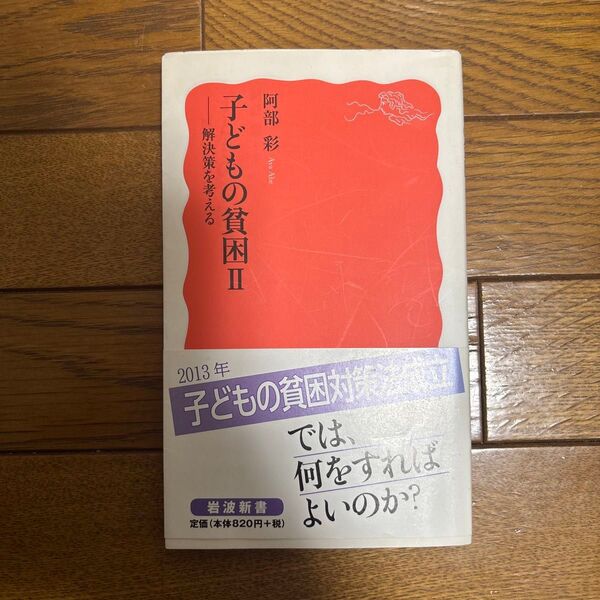 阿部 彩
Aya Abe
子どもの貧困Ⅱ
──解決策を考える
2013年
子どもの貧困対策法成立!
では、
何をすれば
よいのか?
岩波新書
定価(本体820円+税)